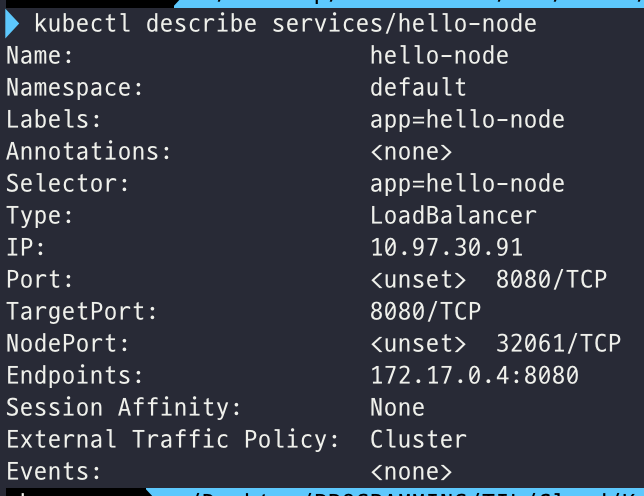 kubectl describe services/hello-node
Name: hello-node
Namespace: default
Labels: app=hello-node
Annotations: <none>
Selector: app=hello-node
Type: LoadBalancer
IP: 10.97.30.91
Port: <unset> 8080/TCP
TargetPort: 8080/TCP
NodePort: <unset> 32061/TCP
Endpoints: 172.17.0.4:8080
Session Affinity: None
External Traffic Policy: Cluster
Events: <none>